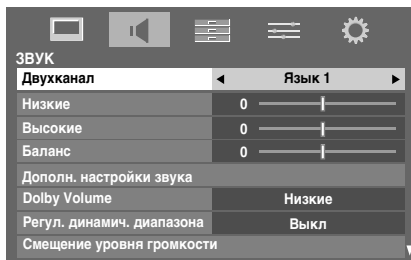 ЗВУК
Двухканал Язык 1
Низкие 0
Высокие 0
Баланс 0
Дополн. настройки звука
Dolby Volume Низкие
Регул. динамич. диапазона Выкл
Смещение уровня громкости